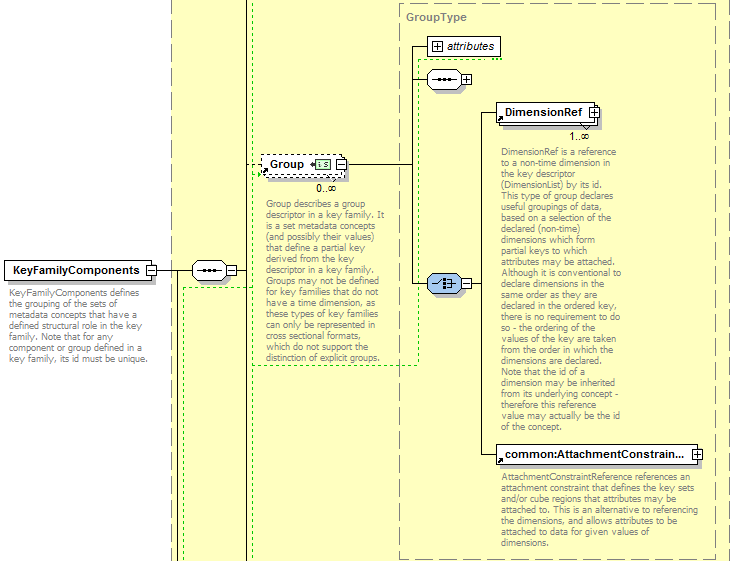 GroupType
attributes
DimensionRef
1..∞
DimensionRef is a reference
to a non-time dimension in
the key descriptor
(DimensionList) by its id.
This type of group declares
useful groupings of data,
based on a selection of the
declared (non-time)
dimensions which form
partial keys to which
attributes may be attached.
Although it is conventional to
declare dimensions in the
same order as they are
declared in the ordered key,
there is no requirement to do
so - the ordering of the
values of the key are taken
from the order in which the
dimensions are declared.
Note that the id of a
dimension may be inherited
from its underlying concept -
therefore this reference
value may actually be the id
of the concept.
Group
is
0..∞
Group describes a group
descriptor in a key family. It
is a set metadata concepts
(and possibly their values)
that define a partial key
derived from the key
descriptor in a key family.
Groups may not be defined
for key families that do not
have a time dimension, as
these types of key families
can only be represented in
cross sectional formats,
which do not support the
distinction of explicit groups.
KeyFamilyComponents
KeyFamilyComponents defines
the grouping of the sets of
metadata concepts that have a
defined structural role in the key
family. Note that for any
component or group defined in a
key family, its id must be unique.
common:AttachmentConstrain...
AttachmentConstraintReference references an
attachment constraint that defines the key sets
and/or cube regions that attributes may be
attached to. This is an alternative to referencing
the dimensions, and allows attributes to be
attached to data for given values of
dimensions.